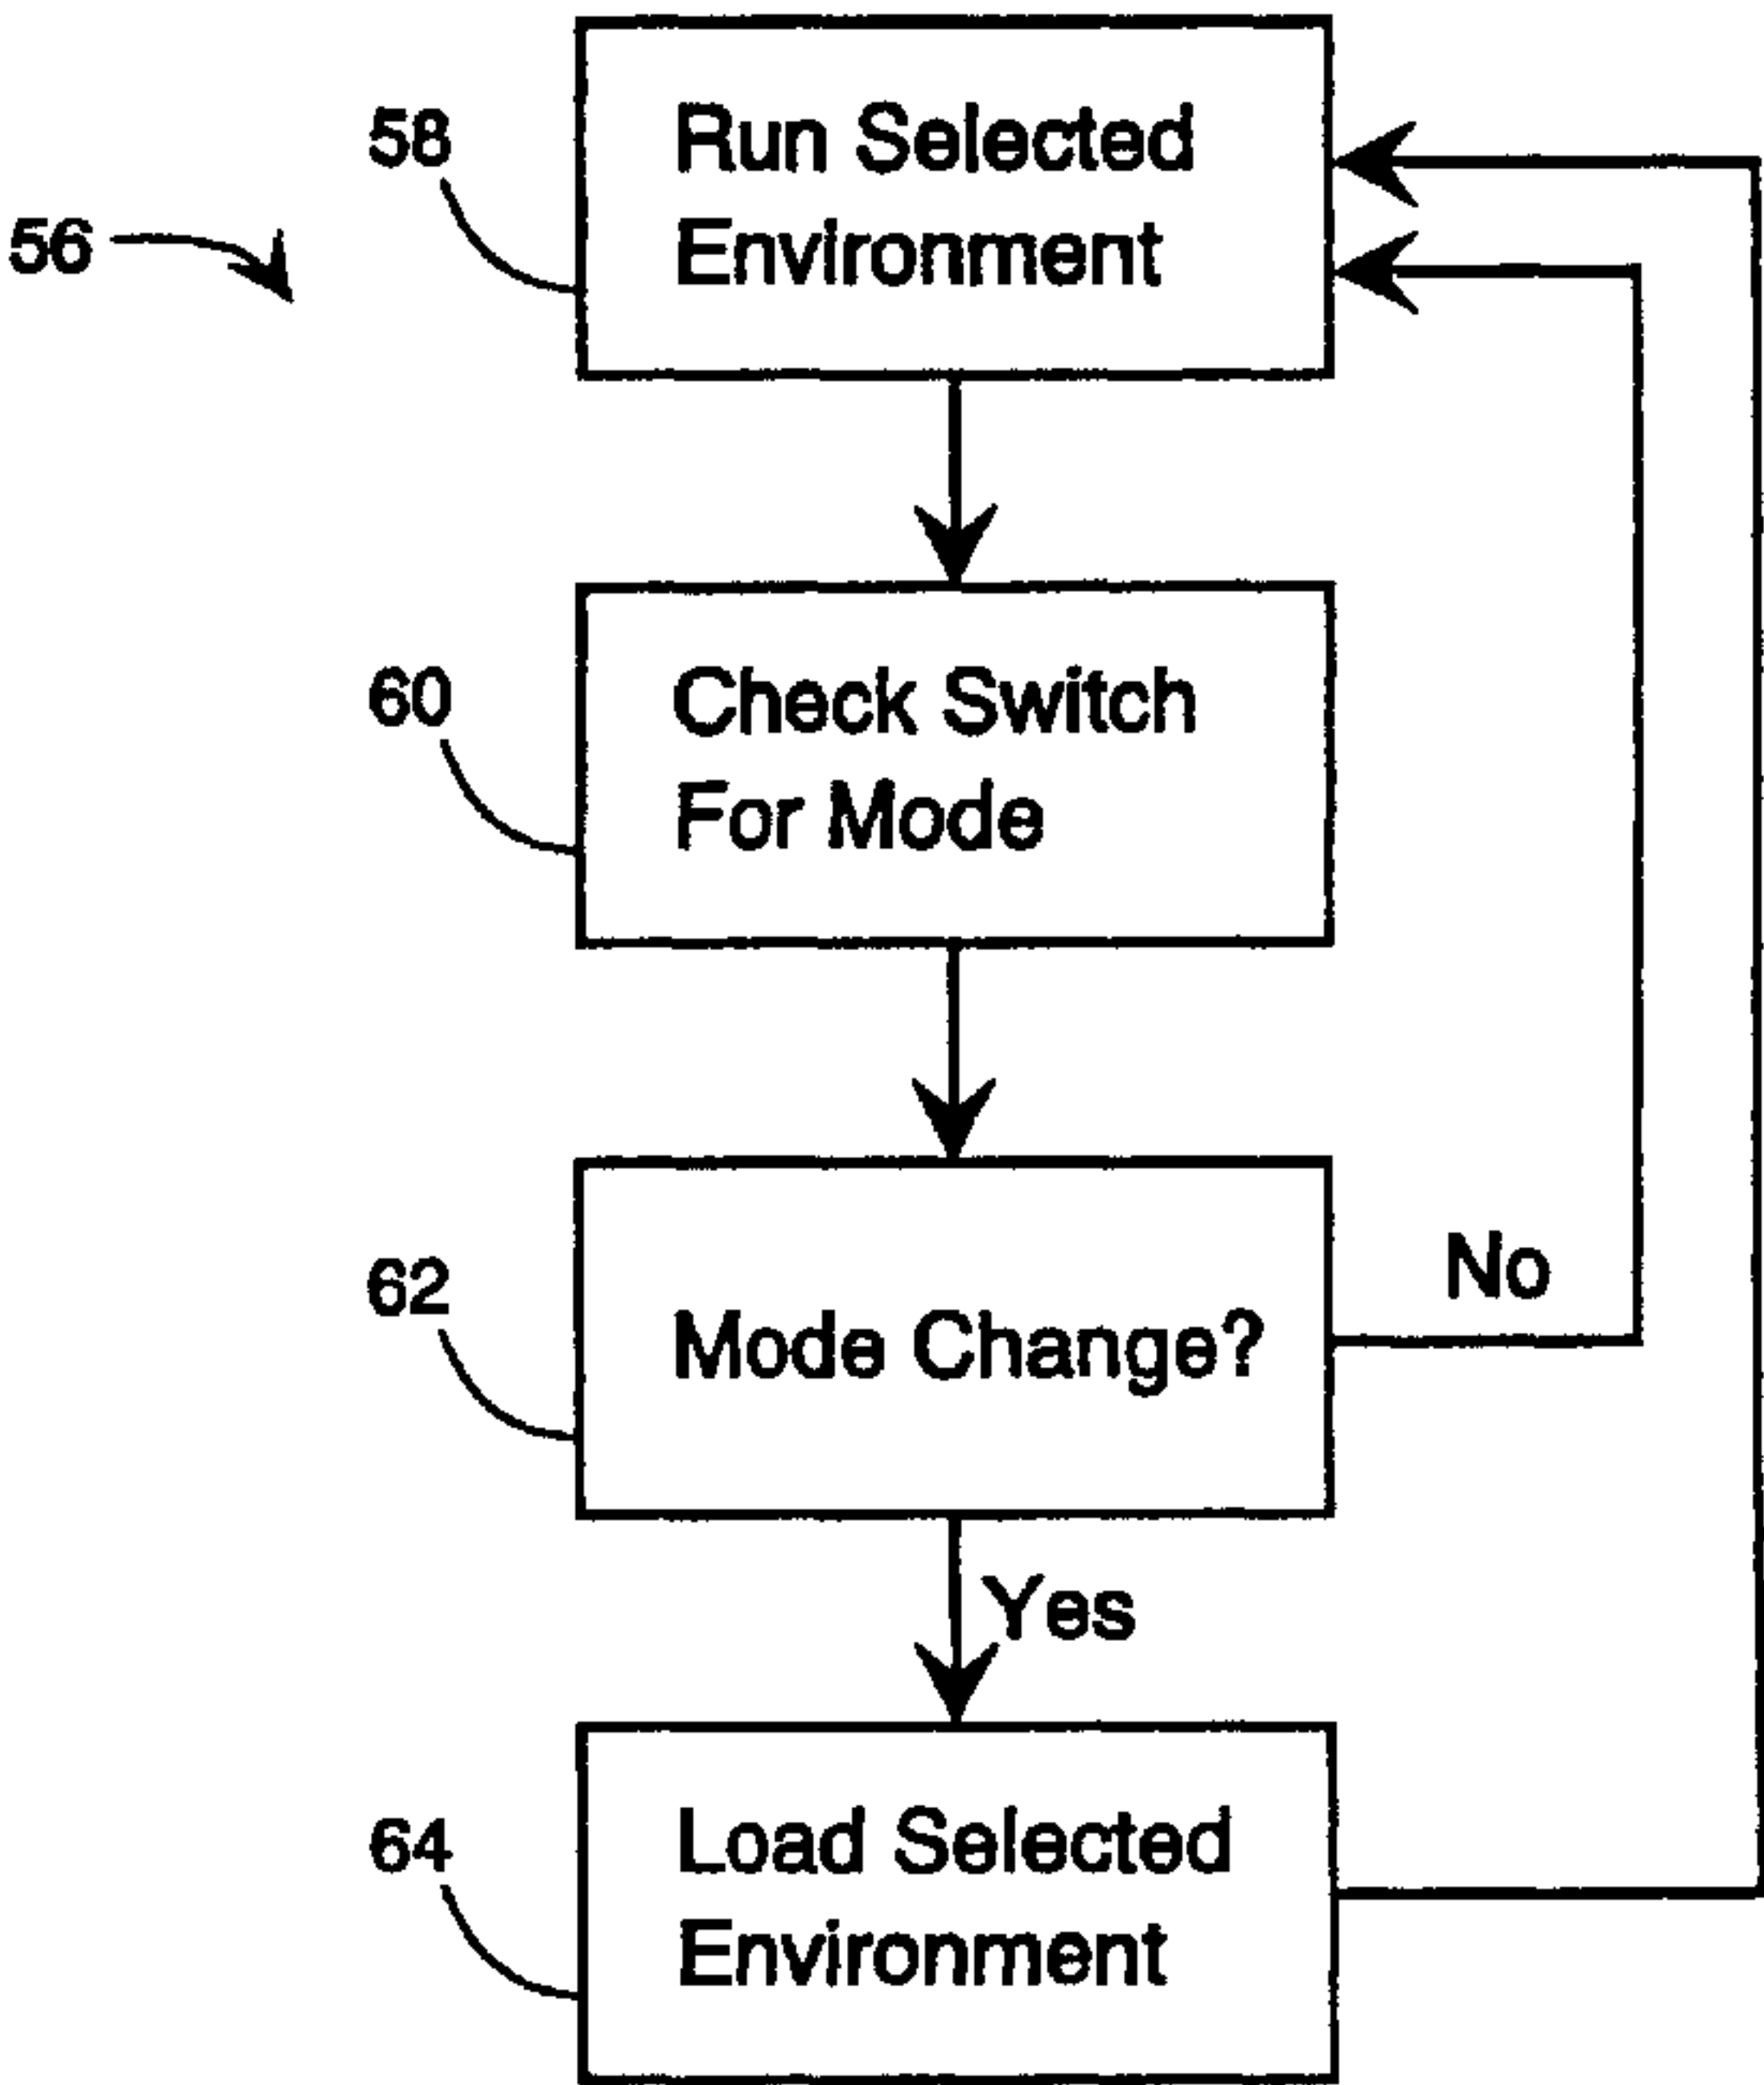 58
Run Selected
Environment
56
60
Check Switch
For Mode
62
Mode Change?
No
Yes
64
Load Selected
Environment